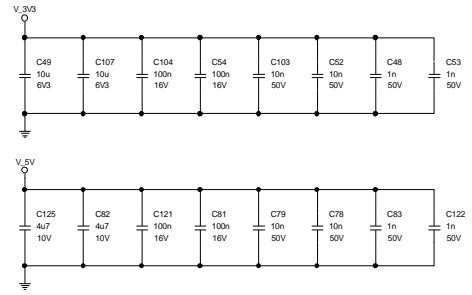 V_3V3
C49 C107 C104 C54 C103 C52 C48 C53
10u 10u 100n 100n 10n 10n 1n 1n
6V3 6V3 16V 16V 50V 50V 50V 50V
V_5V
C125 C82 C121 C81 C79 C78 C83 C122
4u7 4u7 100n 100n 10n 10n 1n 1n
10V 10V 16V 16V 50V 50V 50V 50V